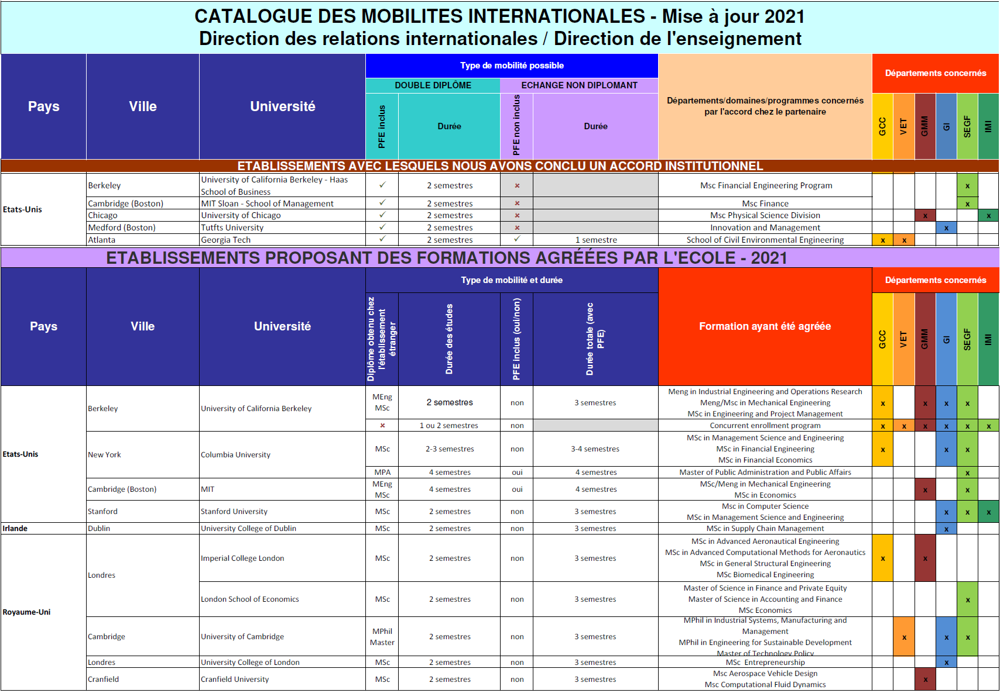 CATALOGUE DES MOBILITES INTERNATIONALES - Mise à jour 2021
Direction des relations internationales / Direction de l'enseignement
Pays
Ville
Université
Type de mobilité possible
DOUBLE DIPLÔME
ECHANGE NON DIPLOMANT
PFE inclus
Durée
PFE non inclus
Durée
Départements/domaines/programmes concernés
par l'accord chez le partenaire
Départements concernés
GCC
VET
GMM
GI
SEGF
IMI
ETABLISSEMENTS AVEC LESQUELS NOUS AVONS CONCLU UN ACCORD INSTITUTIONNEL
Etats-Unis
Berkeley
University of California Berkeley - Haas
School of Business
✓ 2 semestres × Msc Financial Engineering Program x
Cambridge (Boston) MIT Sloan - School of Management ✓ 2 semestres × Msc Finance x
Chicago University of Chicago ✓ 2 semestres × Msc Physical Science Division x x
Medford (Boston) Tutfts University ✓ 2 semestres × Innovation and Management x
Atlanta Georgia Tech ✓ 2 semestres ✓ 1 semestre School of Civil Environmental Engineering x x
ETABLISSEMENTS PROPOSANT DES FORMATIONS AGRÉÉES PAR L'ECOLE - 2021
Pays
Ville
Université
Type de mobilité et durée
Diplôme obtenu chez
l'établissement
étranger
Durée des études
PFE inclus (oui/non)
Durée totale (avec
PFE)
Formation ayant été agréée
Départements concernés
GCC
VET
GMM
GI
SEGF
IMI
Etats-Unis
Berkeley
University of California Berkeley
MEng
MSc
2 semestres
non
3 semestres
Meng in Industrial Engineering and Operations Research
Meng/Msc in Mechanical Engineering
MSc in Engineering and Project Management
x x x x
× 1 ou 2 semestres non Concurrent enrollment program x x x x x x
New York
Columbia University
MSc
2-3 semestres
non
3-4 semestres
MSc in Management Science and Engineering
MSc in Financial Engineering
MSc in Financial Economics
x x x
MPA 4 semestres oui 4 semestres Master of Public Administration and Public Affairs x
Cambridge (Boston)
MIT
MEng
MSc
4 semestres
oui
4 semestres
MSc/Meng in Mechanical Engineering
MSc in Economics
x x
Stanford
Stanford University
MSc
2 semestres
non
3 semestres
Msc in Computer Science
MSc in Management Science and Engineering
x x x
Irlande Dublin University College of Dublin MSc 2 semestres non 3 semestres MSc in Supply Chain Management x
Royaume-Uni
Londres
Imperial College London
MSc
2 semestres
non
3 semestres
MSc in Advanced Aeronautical Engineering
MSc in Advanced Computational Methods for Aeronautics
MSc in General Structural Engineering
MSc Biomedical Engineering
x x
London School of Economics
MSc
2 semestres
non
3 semestres
Master of Science in Finance and Private Equity
Master of Science in Accounting and Finance
MSc Economics
x
Cambridge
University of Cambridge
MPhil
Master
2 semestres
non
3 semestres
MPhil in Industrial Systems, Manufacturing and
Management
MPhil in Engineering for Sustainable Development
Master of Technology Policy
x x x
Londres University College of London MSc 2 semestres non 3 semestres MSc Entrepreneurship x
Cranfield
Cranfield University
MSc
2 semestres
non
3 semestres
Msc Aerospace Vehicle Design
Msc Computational Fluid Dynamics
x